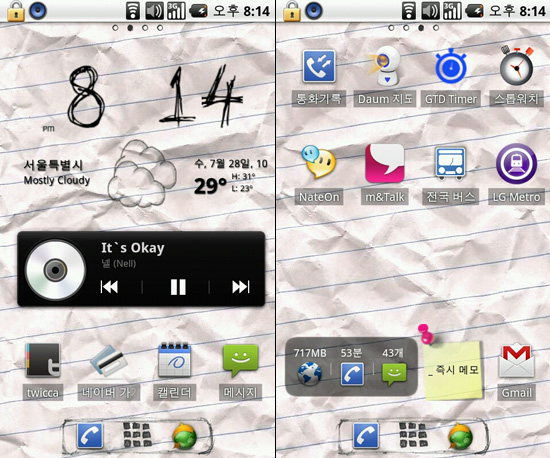 오후 8:14
8 14
PM
서울특별시
Mostly Cloudy
수, 7월 28일, 10
29°
H: 31°
L: 23°
It`s Okay
넬 (Nell)
twicca
네이버 가
캘린더
메시지
3G
오후 8:14
통화기록
Daum 지도
GTD Timer
스톱워치
NateOn
m&Talk
전국 버스
LG Metro
717MB
53분
43개
_ 즉시 메모
Gmail